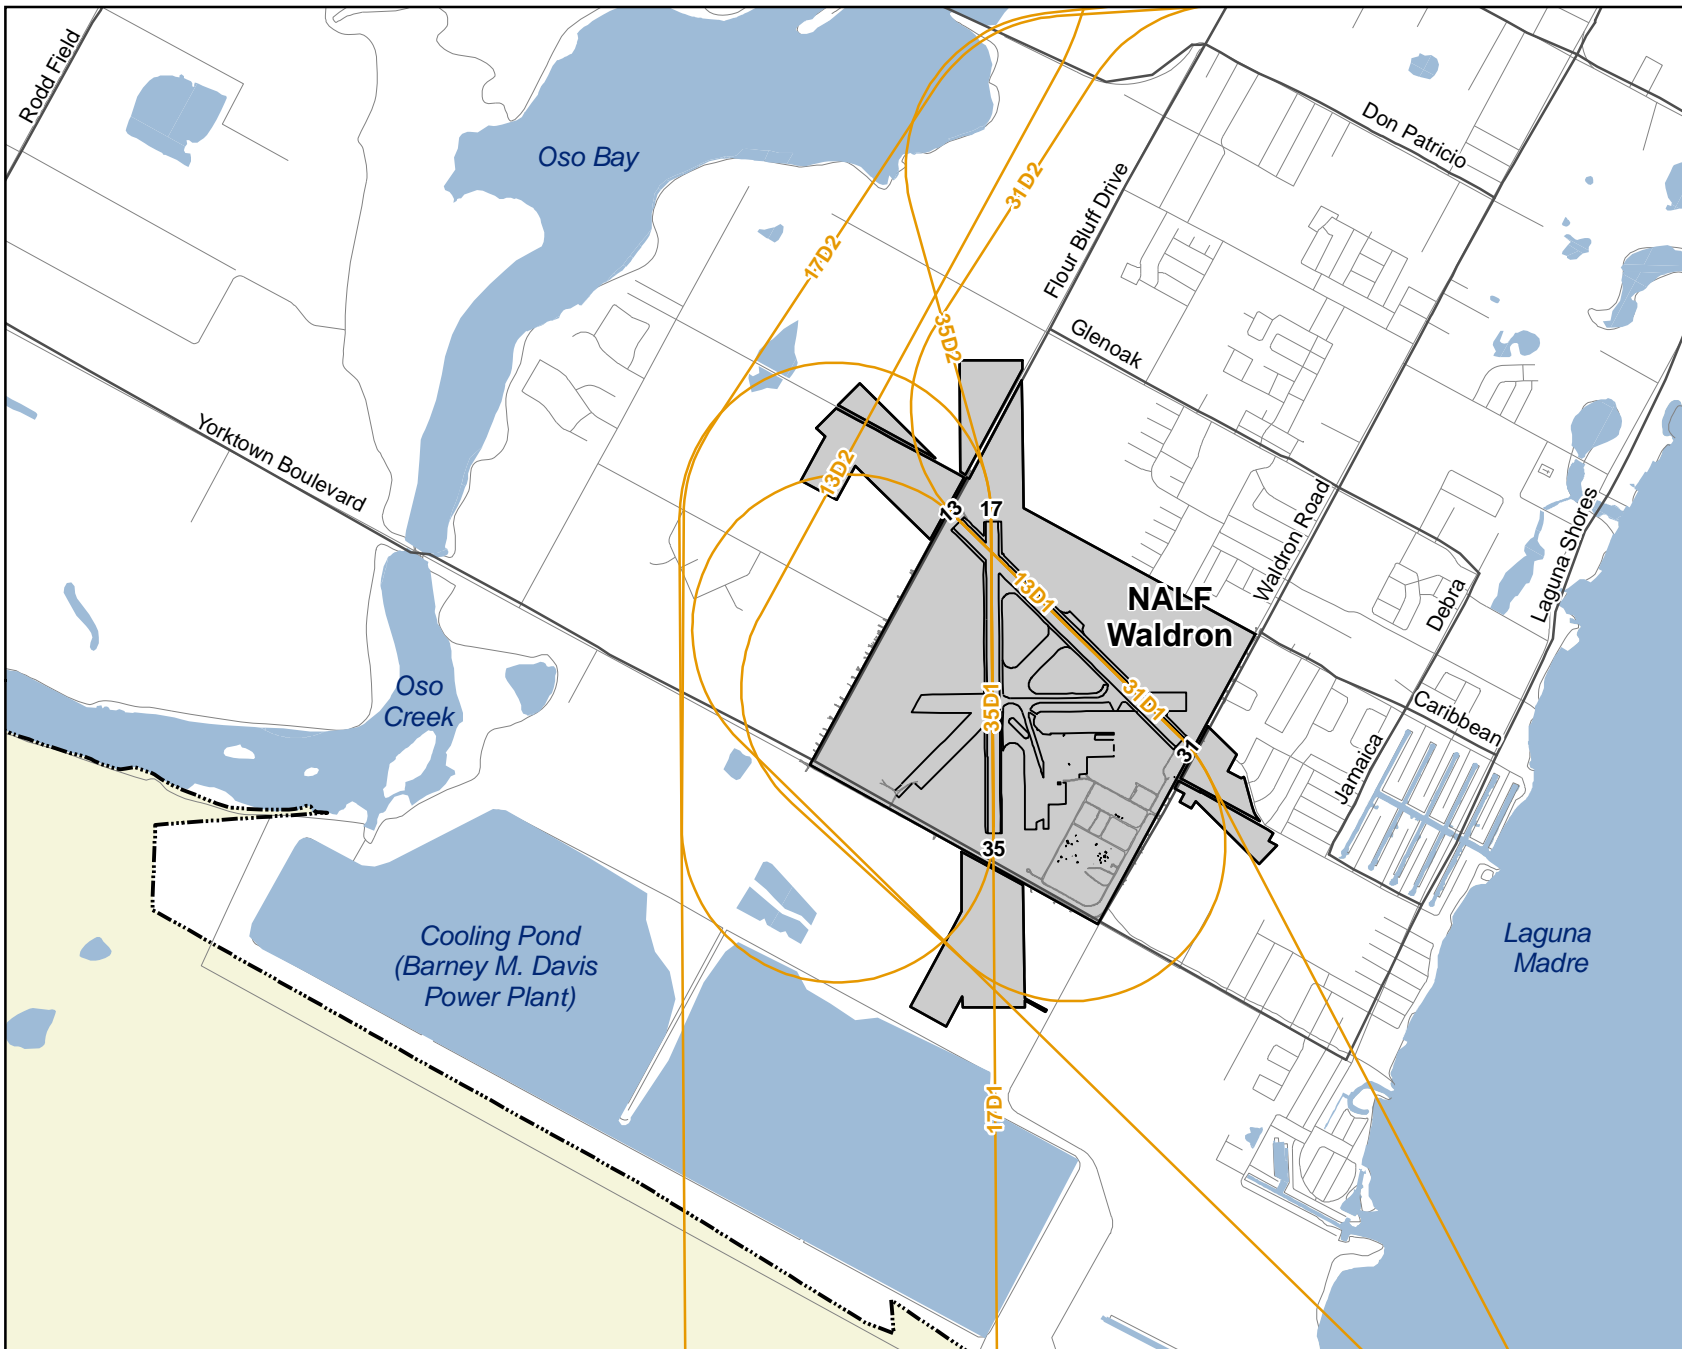 Rodd Field
Oso Bay
Don Patricio
31D2
Flour Bluff Drive
17D2
35D2
Glenoak
Yorktown Boulevard
13D2
13
17
Waldron Road
Laguna Shores
13D1
NALF
Waldron
Debra
Oso
Creek
35D1
31D1
Caribbean
31
Jamaica
35
Cooling Pond
(Barney M. Davis
Power Plant)
Laguna
Madre
17D1